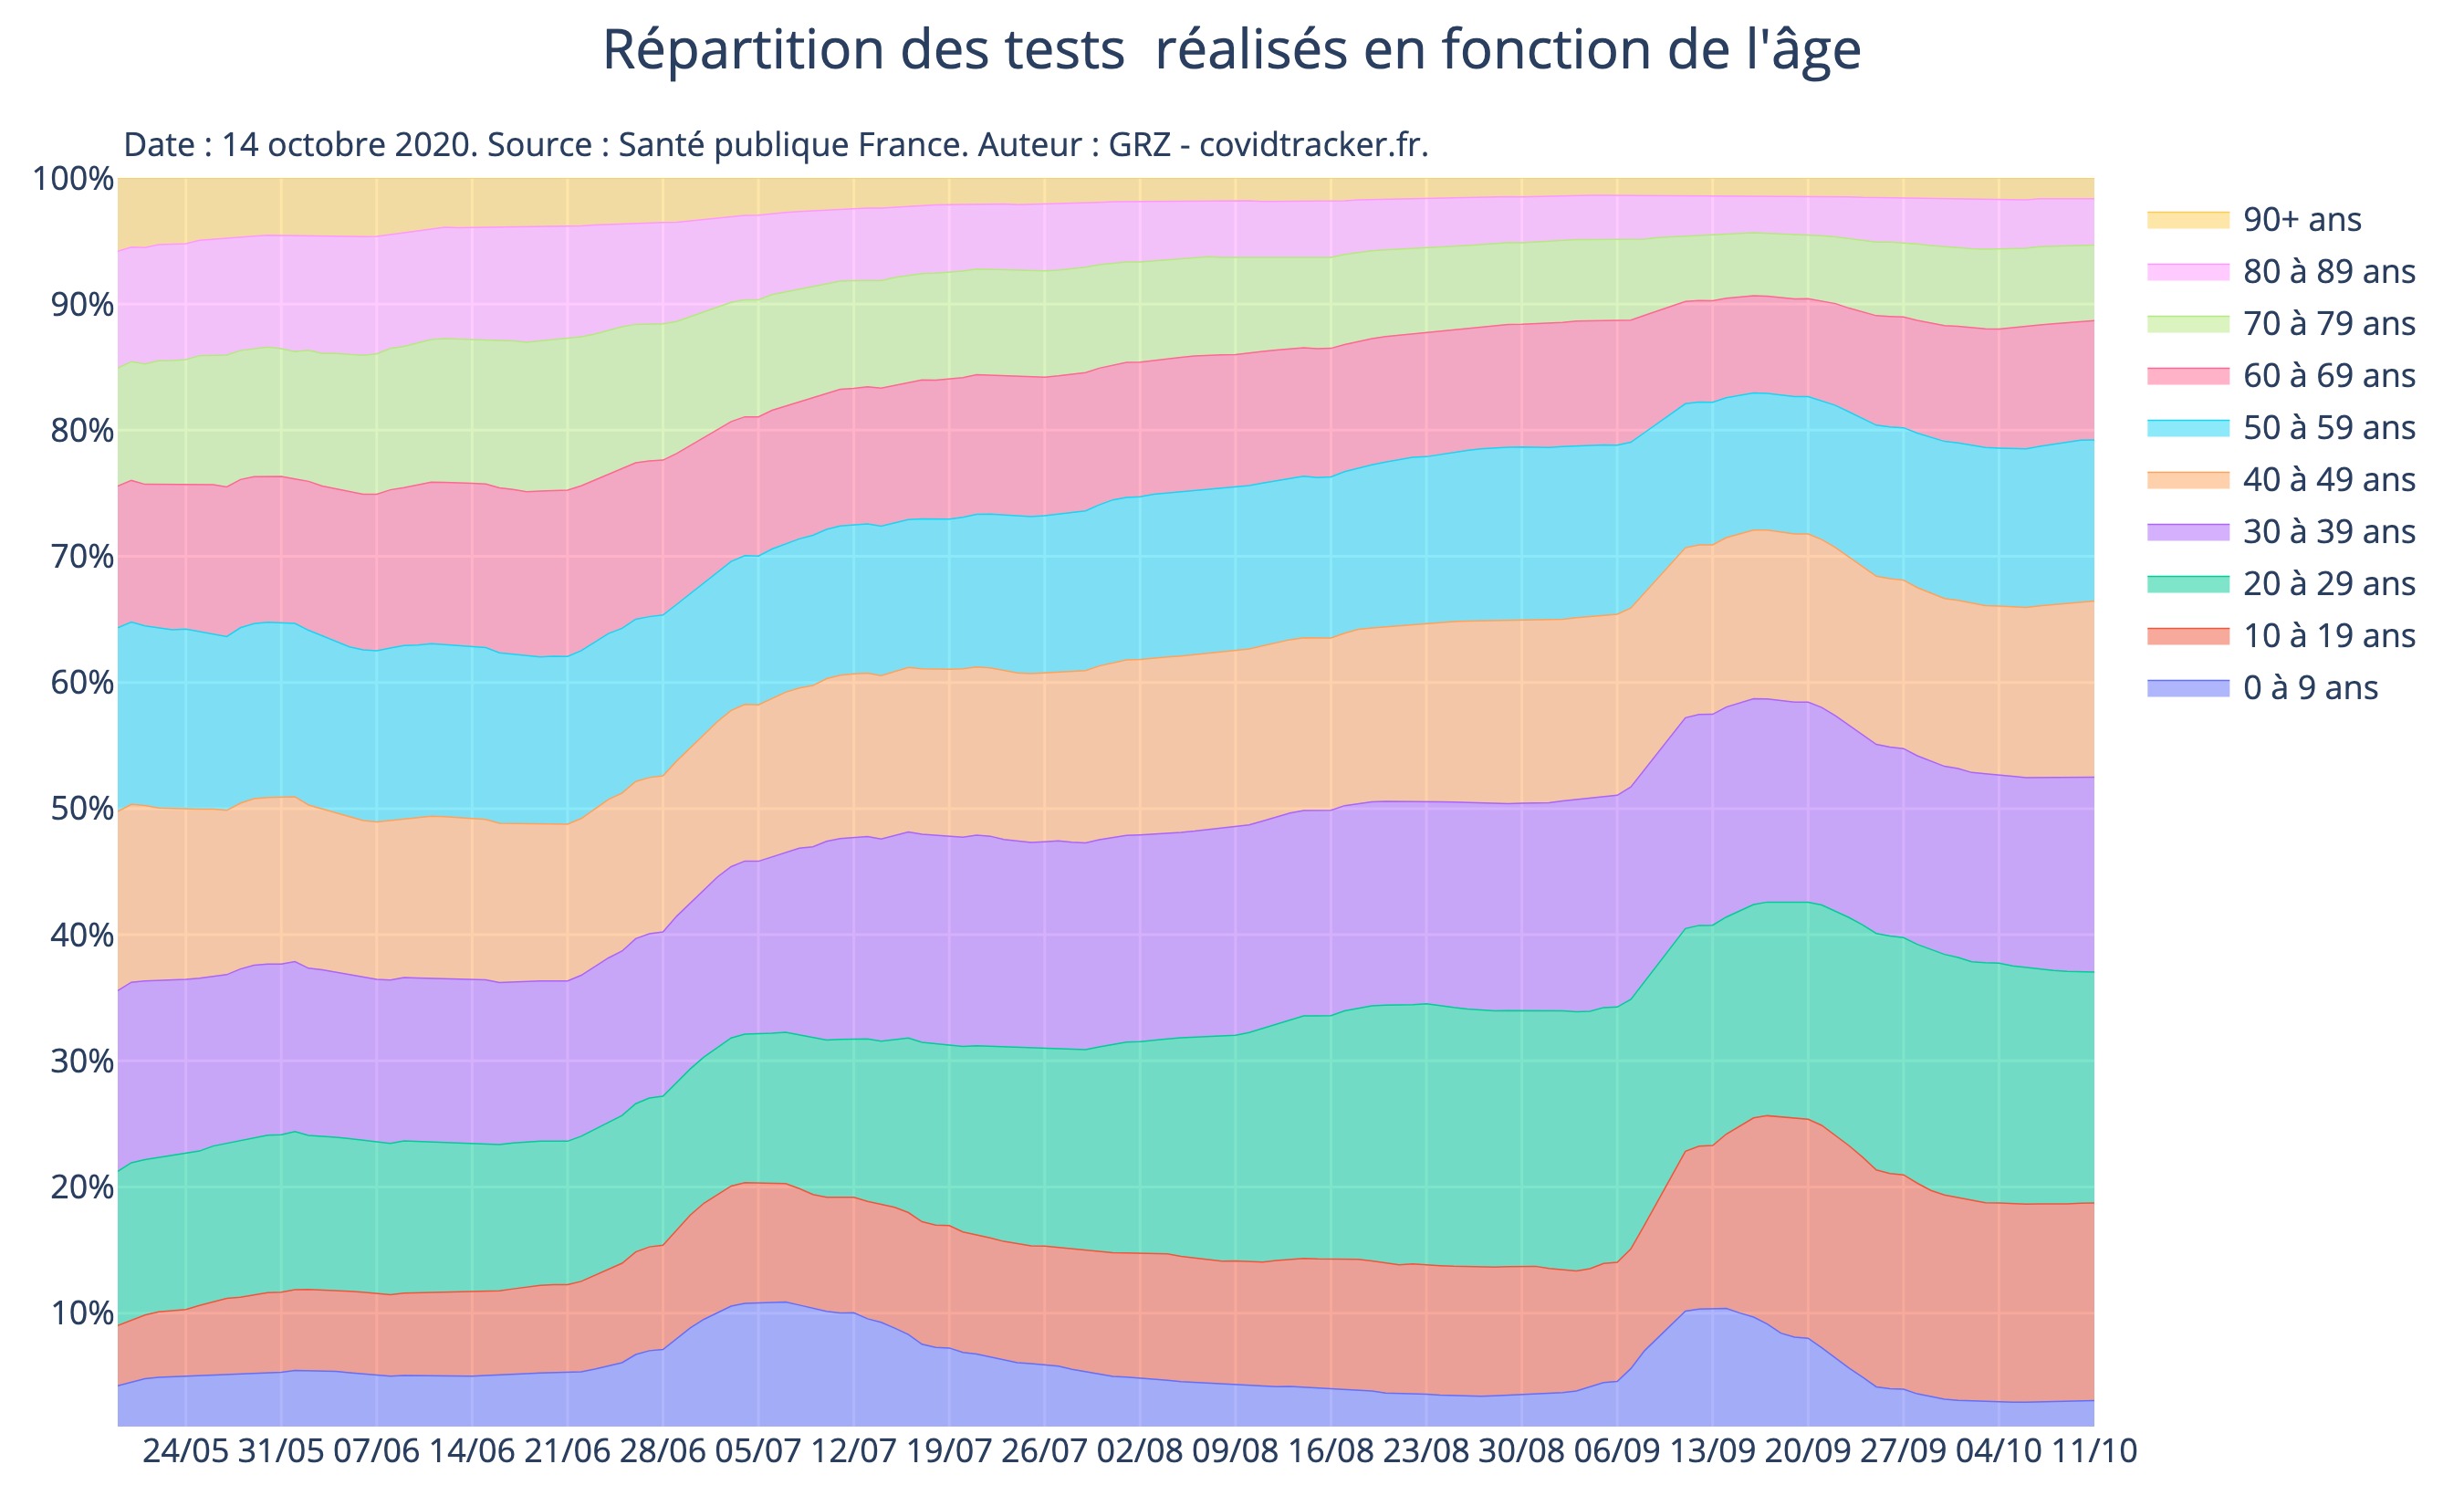 Répartition des tests  réalisés en fonction de l'âge
Date : 14 octobre 2020. Source : Santé publique France. Auteur : GRZ - covidtracker.fr.
100%
90%
80%
70%
60%
50%
40%
30%
20%
10%
24/05 31/05 07/06 14/06 21/06 28/06 05/07 12/07 19/07 26/07 02/08 09/08 16/08 23/08 30/08 06/09 13/09 20/09 27/09 04/10 11/10
90+ ans
80 à 89 ans
70 à 79 ans
60 à 69 ans
50 à 59 ans
40 à 49 ans
30 à 39 ans
20 à 29 ans
10 à 19 ans
0 à 9 ans